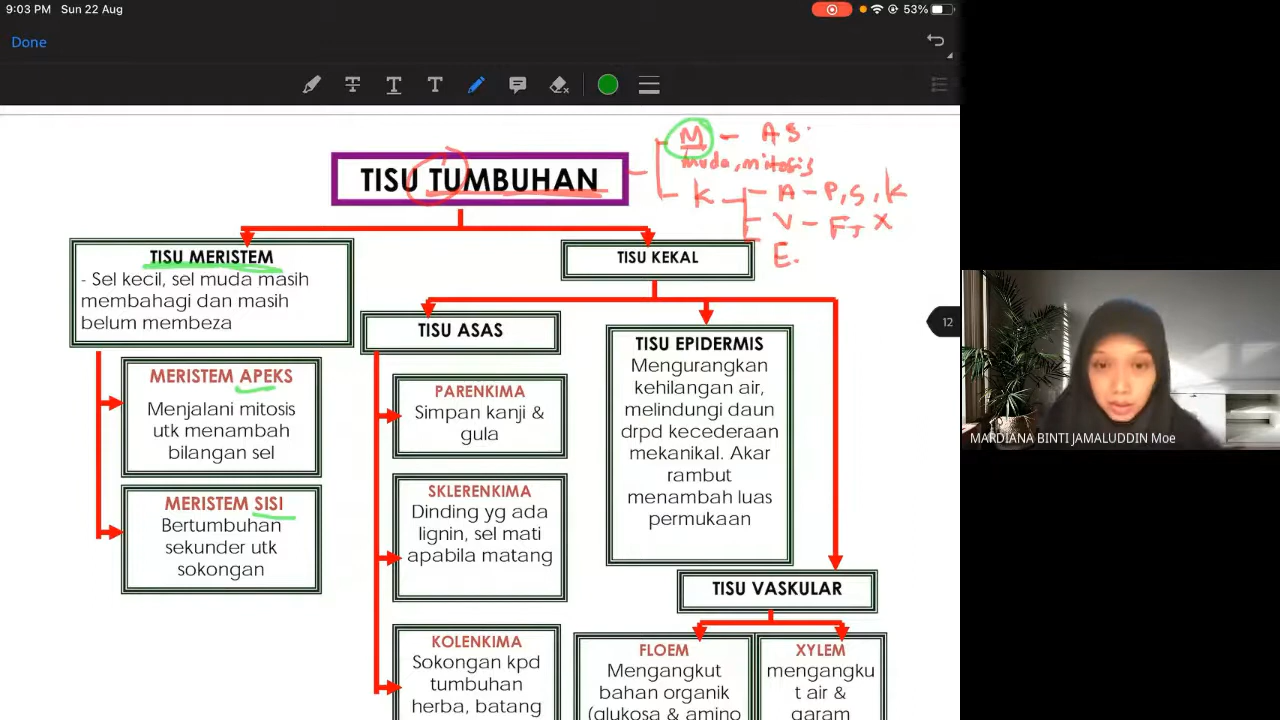 9:03 PM Sun 22 Aug
53%
Done
TISU TUMBUHAN
M - AS.
muda, mitosis
K - A - P, S, K
V - F, X
E.
TISU MERISTEM
- Sel kecil, sel muda masih
membahagi dan masih
belum membeza
TISU KEKAL
TISU ASAS
MERISTEM APEKS
Menjalani mitosis
utk menambah
bilangan sel
MERISTEM SISI
Bertumbuhan
sekunder utk
sokongan
PARENKIMA
Simpan kanji &
gula
SKLERENKIMA
Dinding yg ada
lignin, sel mati
apabila matang
KOLENKIMA
Sokongan kpd
tumbuhan
herba, batang
TISU EPIDERMIS
Mengurangkan
kehilangan air,
melindungi daun
drpd kecederaan
mekanikal. Akar
rambut
menambah luas
permukaan
TISU VASKULAR
FLOEM
Mengangkut
bahan organik
(glukosa & amino
XYLEM
mengangku
t air &
garam
12
MARDIANA BINTI JAMALUDDIN Moe